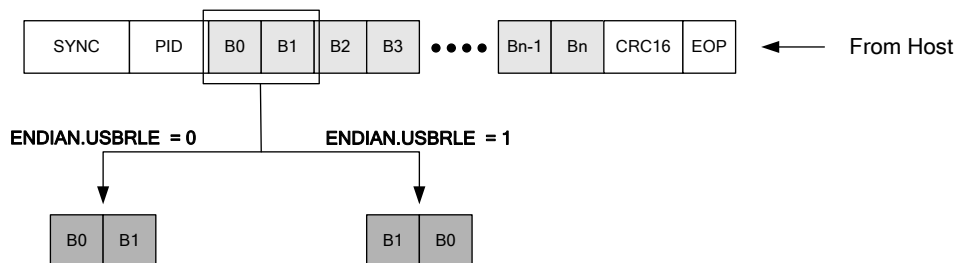 SYNC PID B0 B1 B2 B3 •••• Bn-1 Bn CRC16 EOP From Host
ENDIAN.USBRLE = 0 ENDIAN.USBRLE = 1
B0 B1 B1 B0